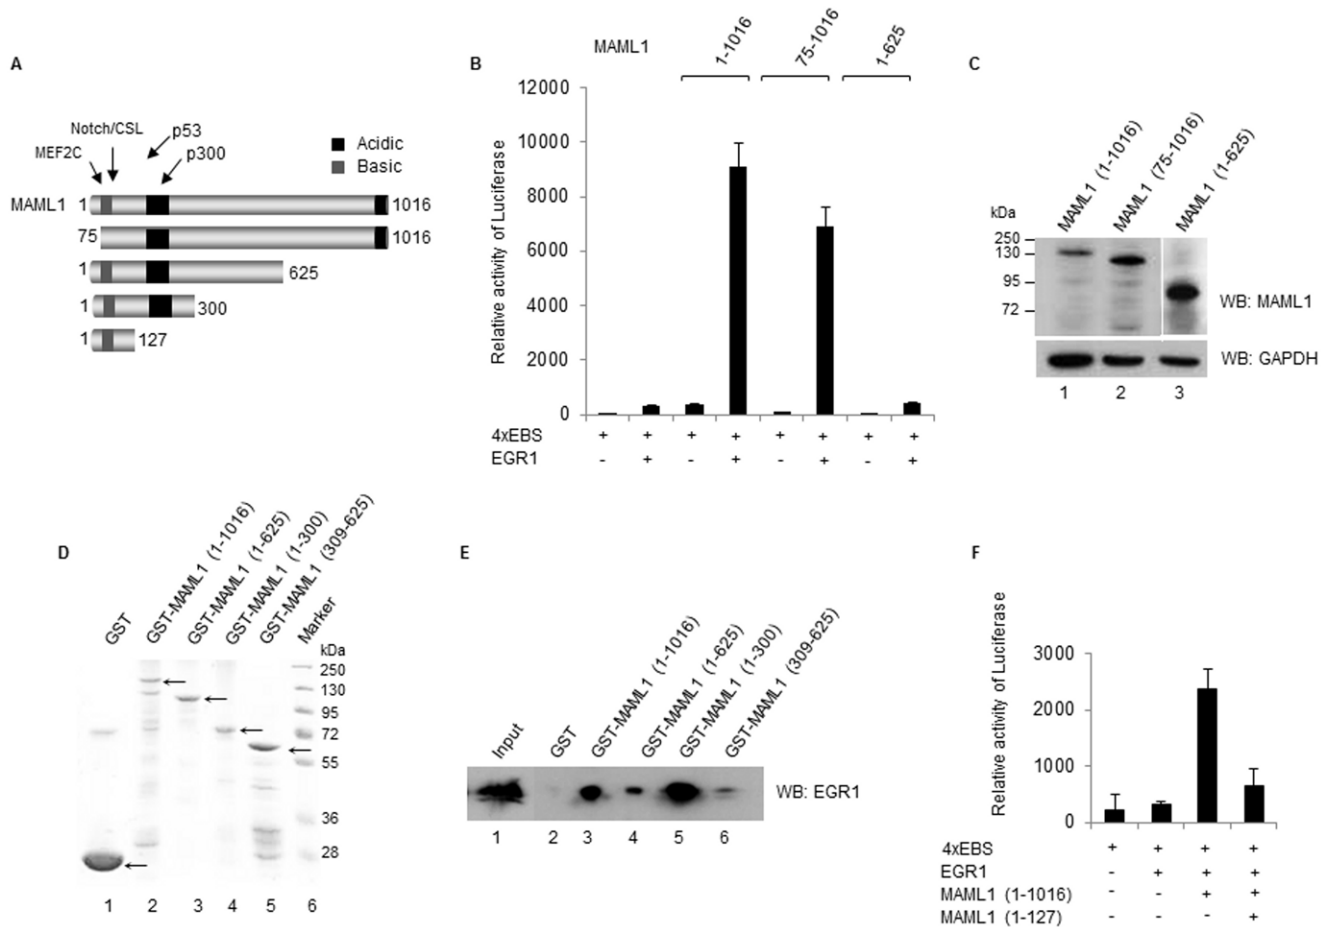 A
Notch/CSL
p53
MEF2C
p300
Acidic
Basic
MAML1 1 1016
75 1016
1 625
1 300
1 127
B
MAML1
1-1016
75-1016
1-625
Relative activity of Luciferase
12000
10000
8000
6000
4000
2000
0
4xEBS + + + + + + + +
EGR1 - + - + - + - +
C
MAML1 (1-1016)
MAML1 (75-1016)
MAML1 (1-625)
kDa
250
130
95
72
WB: MAML1
WB: GAPDH
1 2 3
D
GST
GST-MAML1 (1-1016)
GST-MAML1 (1-625)
GST-MAML1 (1-300)
GST-MAML1 (309-625)
Marker
kDa
250
130
95
72
55
36
28
1 2 3 4 5 6
E
Input
GST
GST-MAML1 (1-1016)
GST-MAML1 (1-625)
GST-MAML1 (1-300)
GST-MAML1 (309-625)
WB: EGR1
1 2 3 4 5 6
F
Relative activity of Luciferase
3000
2000
1000
0
4xEBS + + + +
EGR1 - + + +
MAML1 (1-1016) - - + +
MAML1 (1-127) - - - +